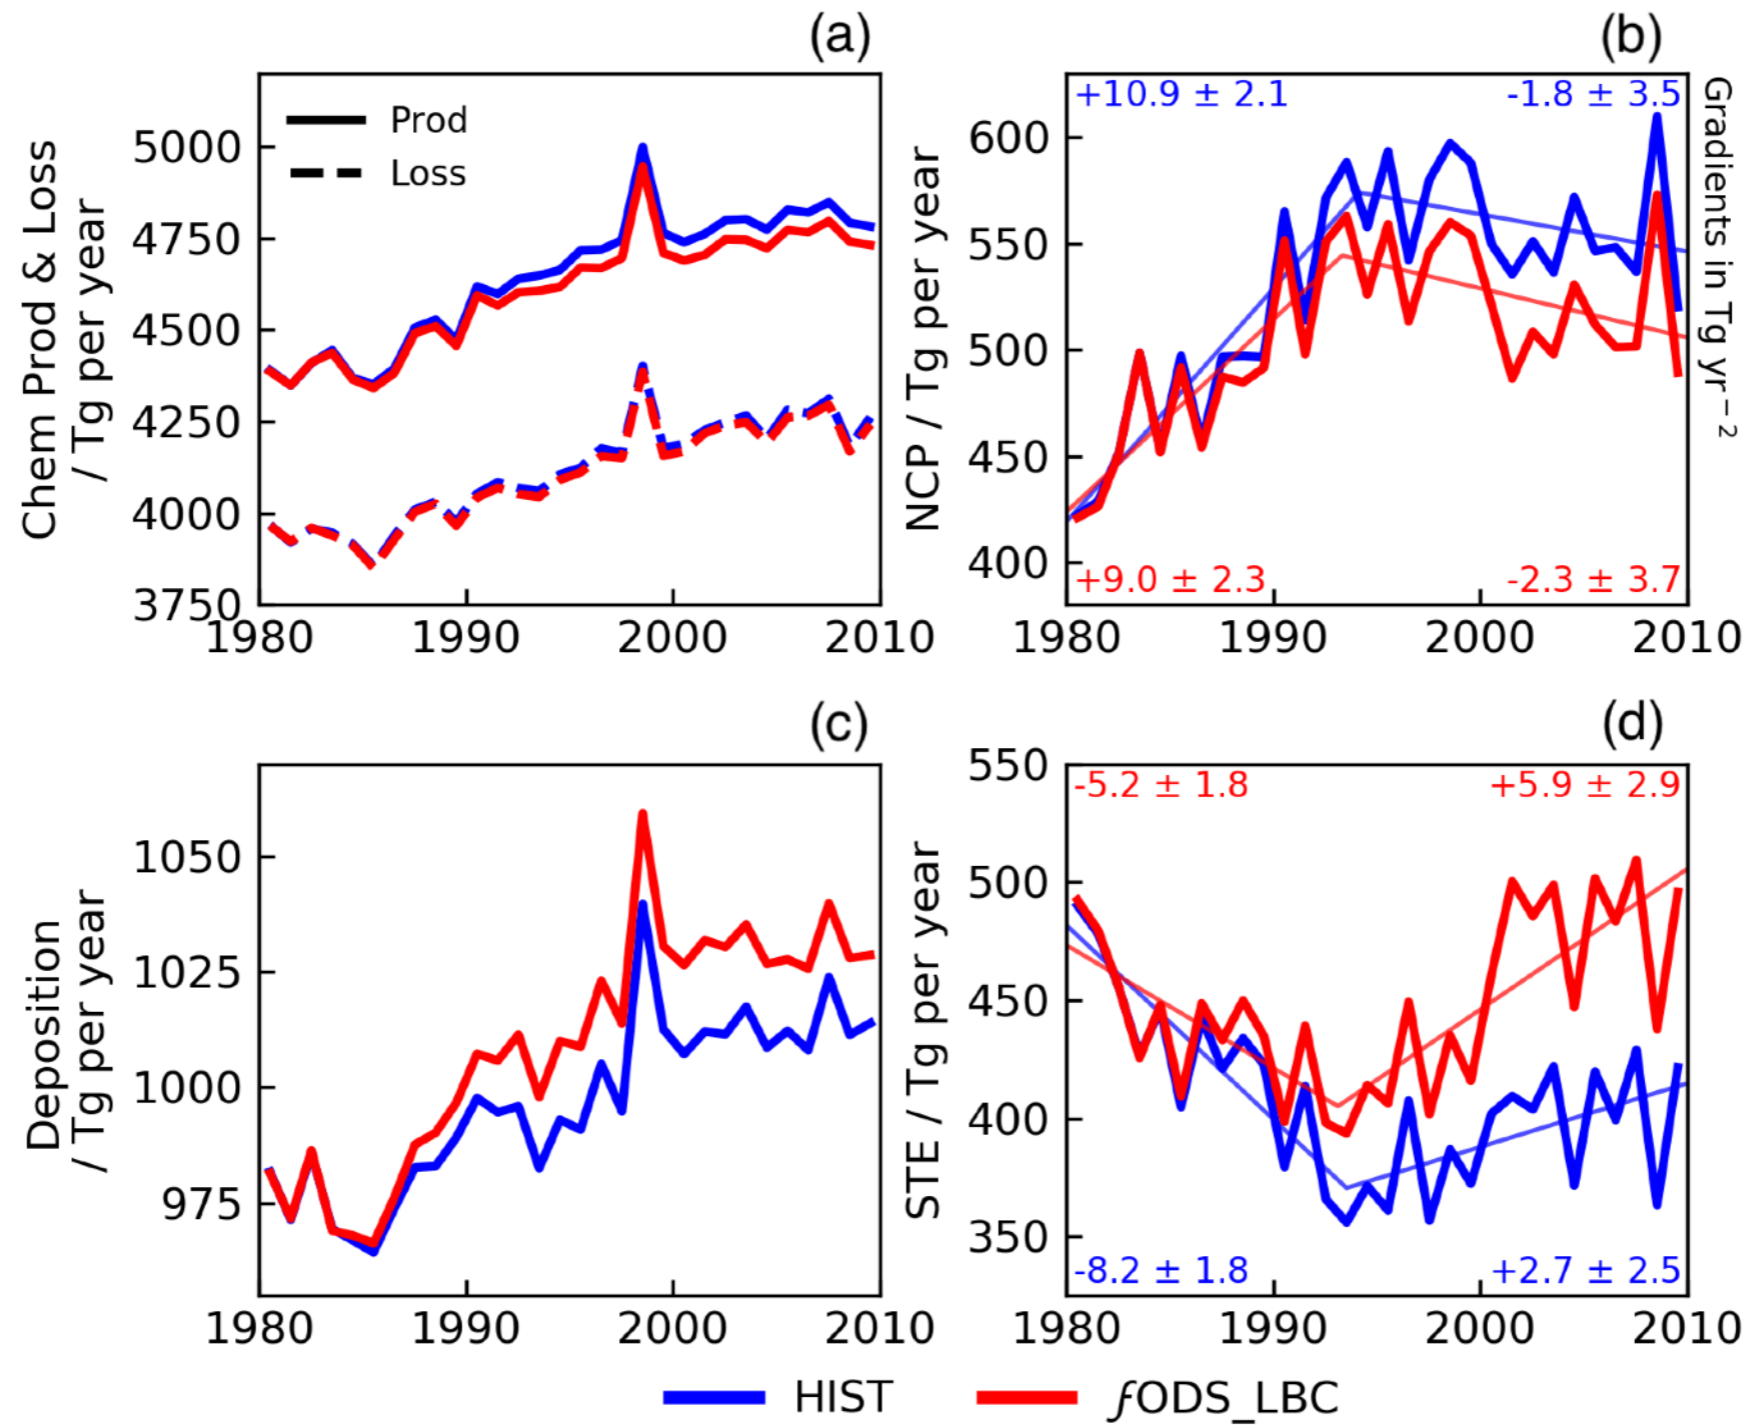 (a)
Chem Prod & Loss
/ Tg per year
Prod
Loss
5000
4750
4500
4250
4000
3750
1980 1990 2000 2010
(b)
NCP / Tg per year
+10.9 ± 2.1 -1.8 ± 3.5
600
550
500
450
400
+9.0 ± 2.3 -2.3 ± 3.7
1980 1990 2000 2010
Gradients in Tg yr⁻²
(c)
Deposition
/ Tg per year
1050
1025
1000
975
1980 1990 2000 2010
(d)
STE / Tg per year
-5.2 ± 1.8 +5.9 ± 2.9
550
500
450
400
350
-8.2 ± 1.8 +2.7 ± 2.5
1980 1990 2000 2010
HIST ƒODS_LBC